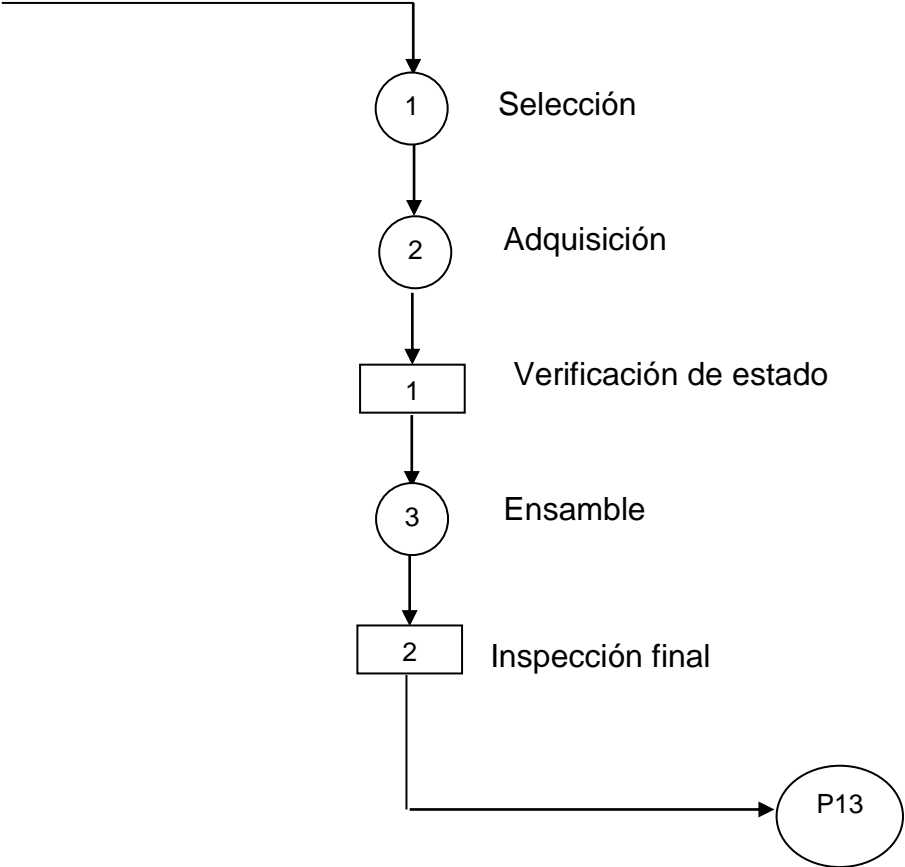 1 Selección
2 Adquisición
1 Verificación de estado
3 Ensamble
2 Inspección final
P13